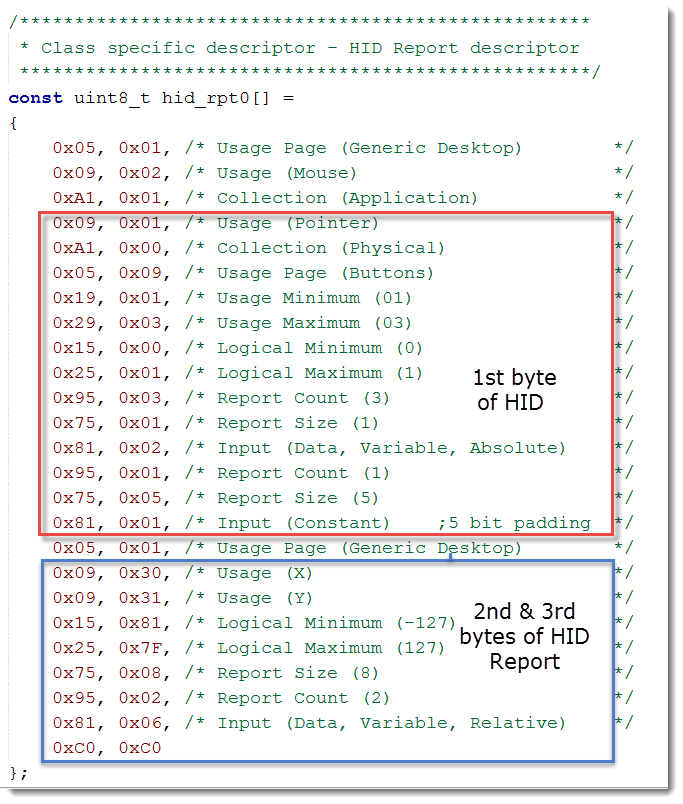 /****************************************************
 * Class specific descriptor - HID Report descriptor
 ****************************************************/
const uint8_t hid_rpt0[] =
{
    0x05, 0x01, /* Usage Page (Generic Desktop)        */
    0x09, 0x02, /* Usage (Mouse)                       */
    0xA1, 0x01, /* Collection (Application)            */
    0x09, 0x01, /* Usage (Pointer)                     */
    0xA1, 0x00, /* Collection (Physical)               */
    0x05, 0x09, /* Usage Page (Buttons)                */
    0x19, 0x01, /* Usage Minimum (01)                  */
    0x29, 0x03, /* Usage Maximum (03)                  */
    0x15, 0x00, /* Logical Minimum (0)                 */
    0x25, 0x01, /* Logical Maximum (1)                 */
    0x95, 0x03, /* Report Count (3)                    */
    0x75, 0x01, /* Report Size (1)                     */
    0x81, 0x02, /* Input (Data, Variable, Absolute)    */
    0x95, 0x01, /* Report Count (1)                    */
    0x75, 0x05, /* Report Size (5)                     */
    0x81, 0x01, /* Input (Constant)    ;5 bit padding  */
1st byte
of HID
    0x05, 0x01, /* Usage Page (Generic Desktop)        */
    0x09, 0x30, /* Usage (X)                           */
    0x09, 0x31, /* Usage (Y)                           */
    0x15, 0x81, /* Logical Minimum (-127)              */
    0x25, 0x7F, /* Logical Maximum (127)               */
    0x75, 0x08, /* Report Size (8)                     */
    0x95, 0x02, /* Report Count (2)                    */
    0x81, 0x06, /* Input (Data, Variable, Relative)    */
    0xC0, 0xC0
2nd & 3rd
bytes of HID
Report
};